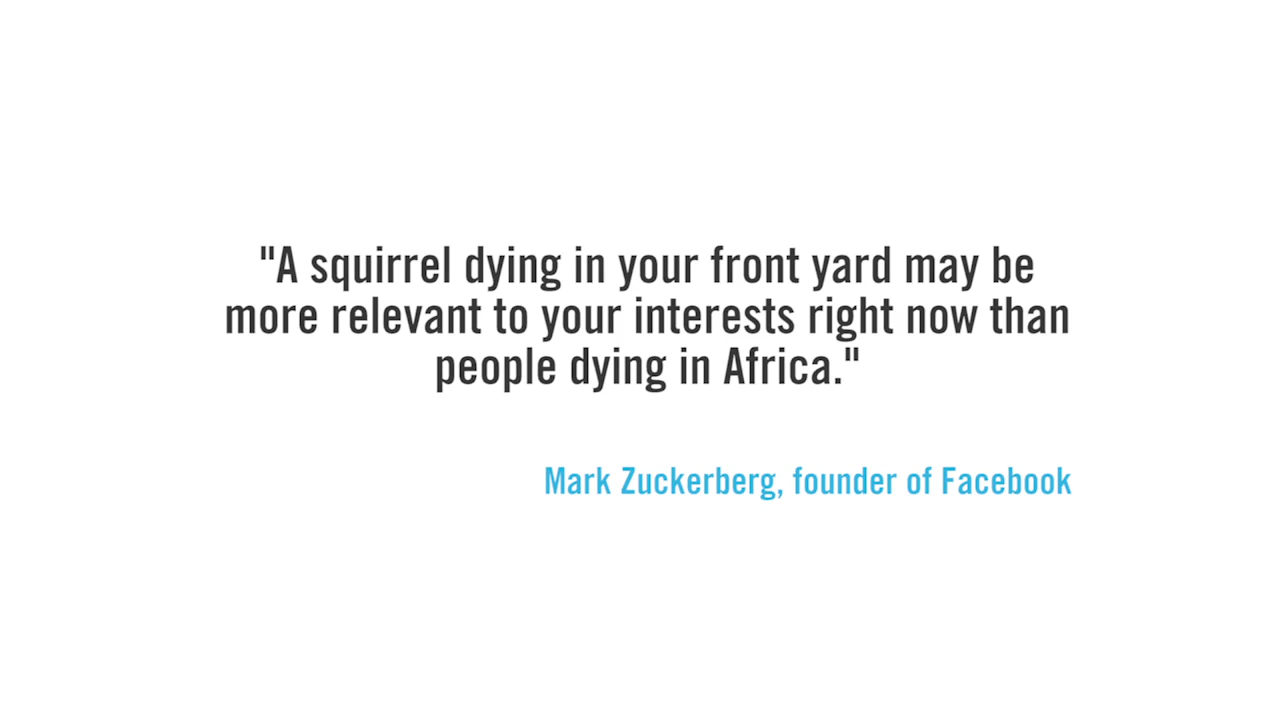 "A squirrel dying in your front yard may be
more relevant to your interests right now than
people dying in Africa."
Mark Zuckerberg, founder of Facebook